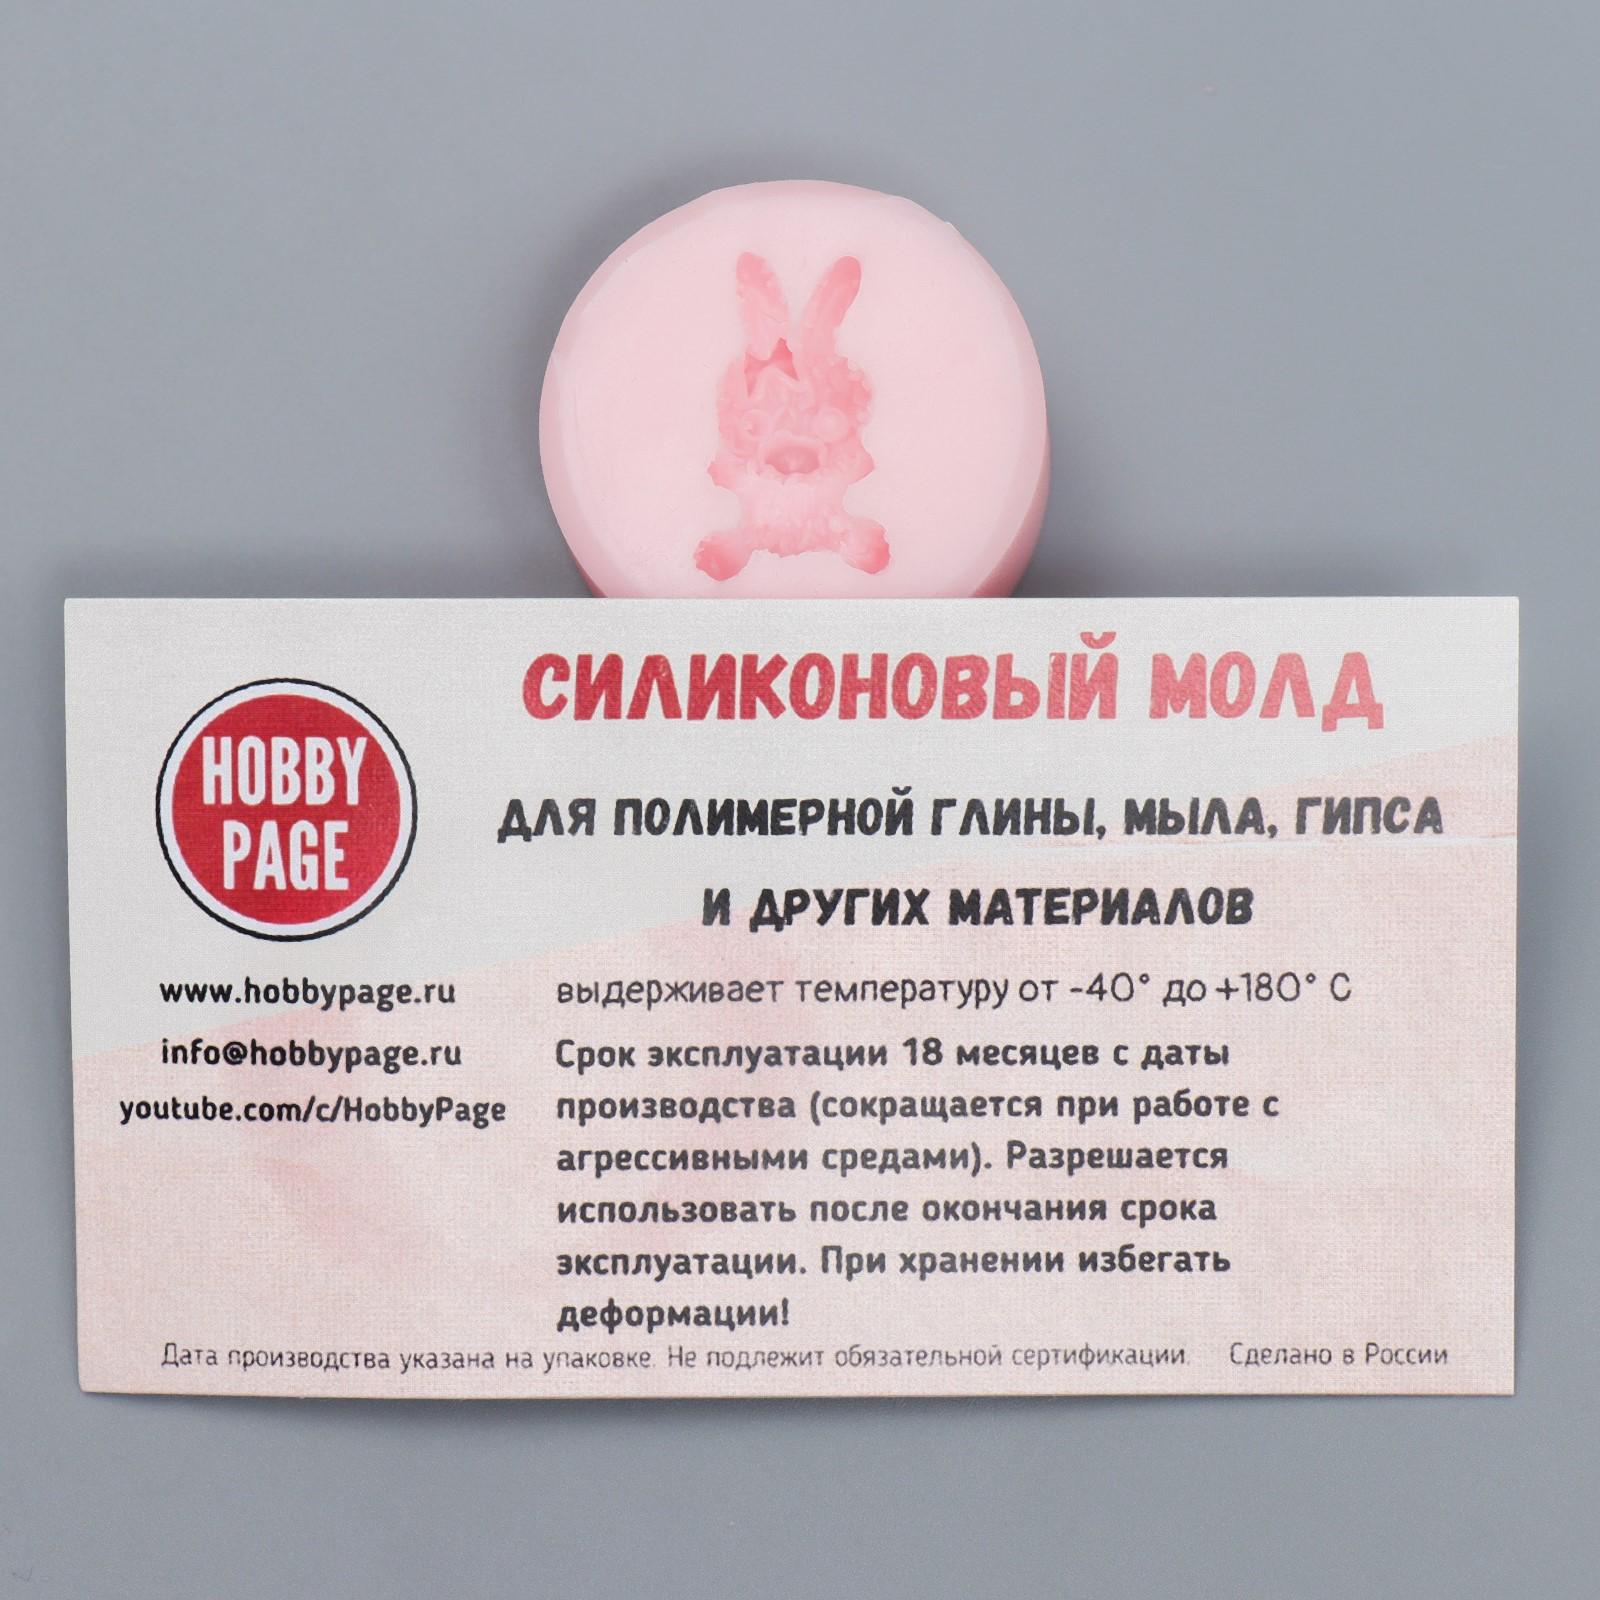 HOBBY
PAGE
www.hobbypage.ru
info@hobbypage.ru
youtube.com/c/HobbyPage
СИЛИКОНОВЫЙ МОЛД
ДЛЯ ПОЛИМЕРНОЙ ГЛИНЫ, МЫЛА, ГИПСА
И ДРУГИХ МАТЕРИАЛОВ
выдерживает температуру от -40° до +180° С
Срок эксплуатации 18 месяцев с даты
производства (сокращается при работе с
агрессивными средами). Разрешается
использовать после окончания срока
эксплуатации. При хранении избегать
деформации!
Дата производства указана на упаковке. Не подлежит обязательной сертификации. Сделано в России